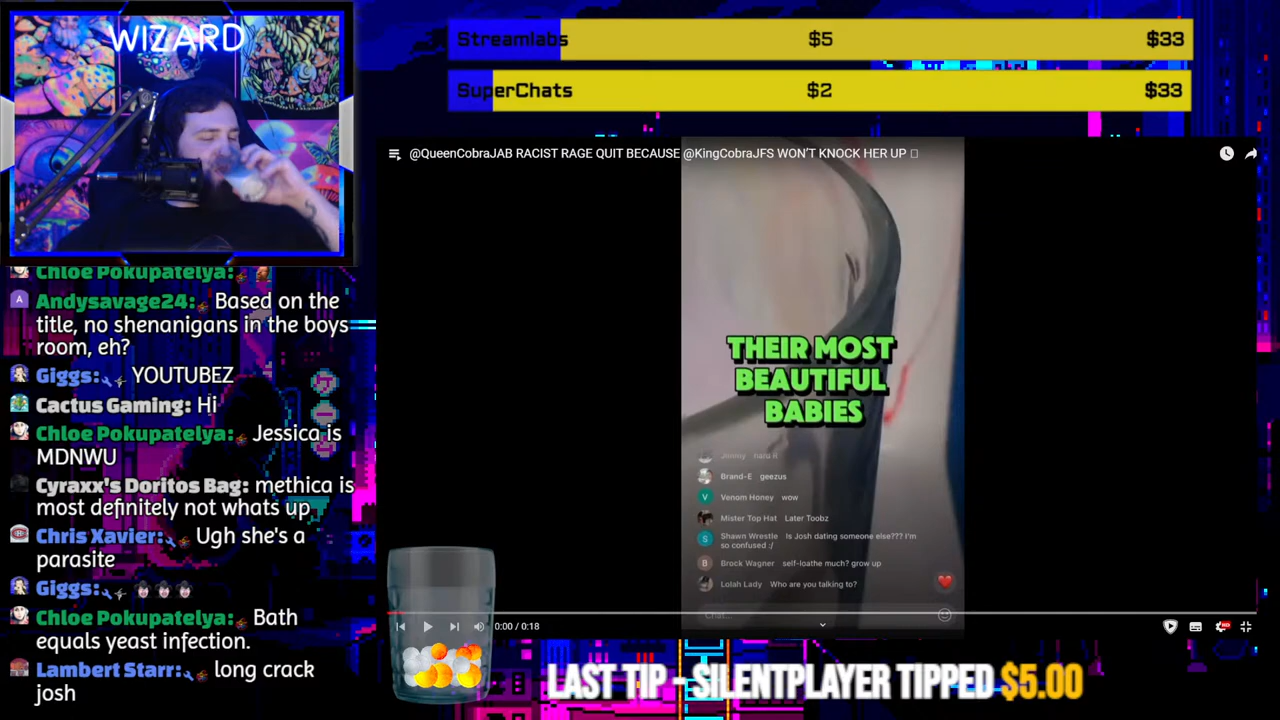 WIZARD
Streamlabs $5 $33
SuperChats $2 $33
@QueenCobraJAB RACIST RAGE QUIT BECAUSE @KingCobraJFS WON'T KNOCK HER UP
THEIR MOST
BEAUTIFUL
BABIES
Brand-E geezus
Venom Honey wow
Mister Top Hat Later Toobz
Shawn Wrestle Is Josh dating someone else??? I'm
so confused :/
Brock Wagner self-loathe much? grow up
Lolah Lady Who are you talking to?
Chat...
0:00 / 0:18
Chloe Pokupatelya:
Andysavage24: Based on the
title, no shenanigans in the boys
room, eh?
Giggs: YOUTUBEZ
Cactus Gaming: Hi
Chloe Pokupatelya: Jessica is
MDNWU
Cyraxx's Doritos Bag: methica is
most definitely not whats up
Chris Xavier: Ugh she's a
parasite
Giggs:
Chloe Pokupatelya: Bath
equals yeast infection.
Lambert Starr: long crack
josh
LAST TIP - SILENTPLAYER TIPPED $5.00